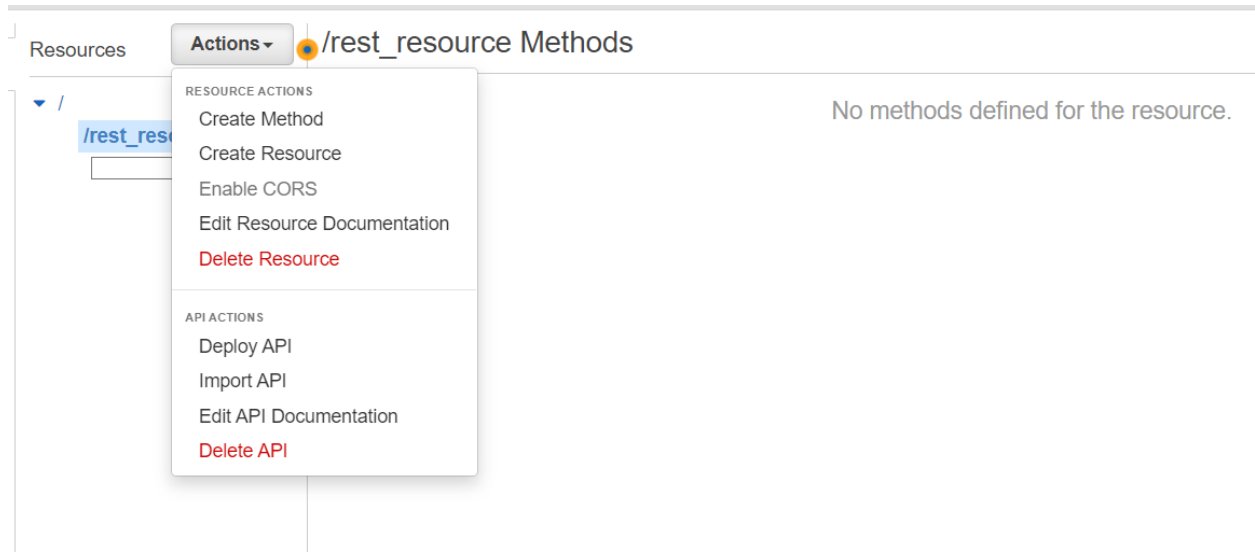 Resources
Actions
/rest_resource Methods
RESOURCE ACTIONS
Create Method
Create Resource
Enable CORS
Edit Resource Documentation
Delete Resource
API ACTIONS
Deploy API
Import API
Edit API Documentation
Delete API
/
/rest_reso
No methods defined for the resource.